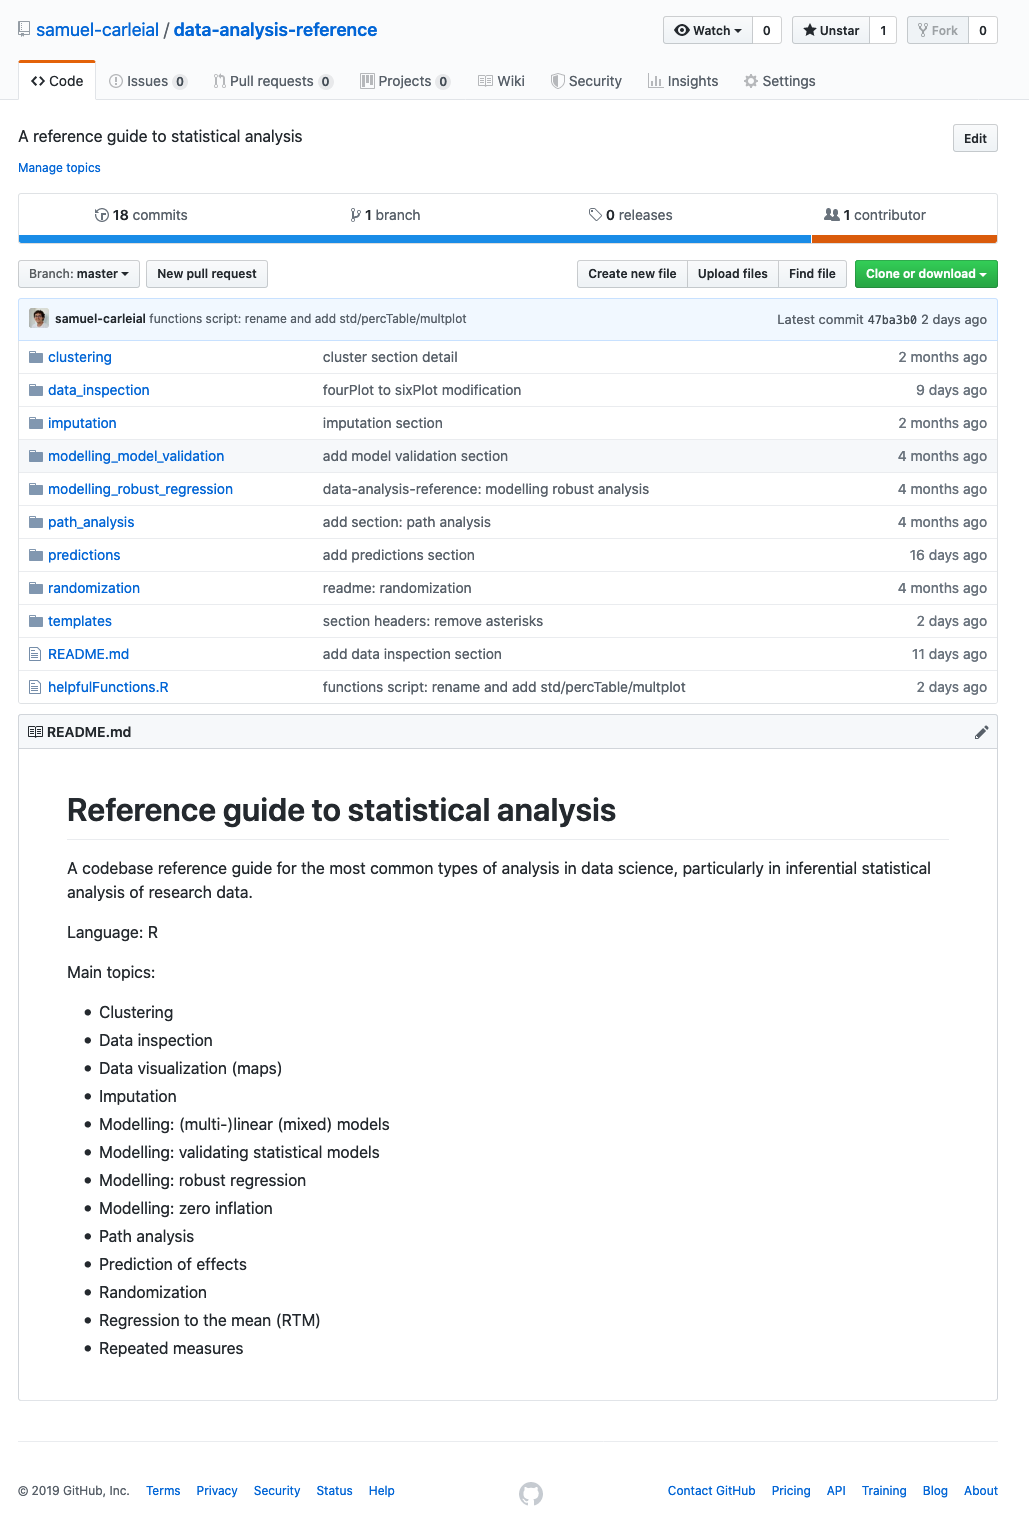 samuel-carleial / data-analysis-reference
Watch 0 Unstar 1 Fork 0
Code Issues 0 Pull requests 0 Projects 0 Wiki Security Insights Settings
A reference guide to statistical analysis
Edit
Manage topics
18 commits 1 branch 0 releases 1 contributor
Branch: master New pull request Create new file Upload files Find file Clone or download
samuel-carleial functions script: rename and add std/percTable/multplot Latest commit 47ba3b0 2 days ago
clustering cluster section detail 2 months ago
data_inspection fourPlot to sixPlot modification 9 days ago
imputation imputation section 2 months ago
modelling_model_validation add model validation section 4 months ago
modelling_robust_regression data-analysis-reference: modelling robust analysis 4 months ago
path_analysis add section: path analysis 4 months ago
predictions add predictions section 16 days ago
randomization readme: randomization 4 months ago
templates section headers: remove asterisks 2 days ago
README.md add data inspection section 11 days ago
helpfulFunctions.R functions script: rename and add std/percTable/multplot 2 days ago
README.md
Reference guide to statistical analysis
A codebase reference guide for the most common types of analysis in data science, particularly in inferential statistical
analysis of research data.
Language: R
Main topics:
• Clustering
• Data inspection
• Data visualization (maps)
• Imputation
• Modelling: (multi-)linear (mixed) models
• Modelling: validating statistical models
• Modelling: robust regression
• Modelling: zero inflation
• Path analysis
• Prediction of effects
• Randomization
• Regression to the mean (RTM)
• Repeated measures
© 2019 GitHub, Inc. Terms Privacy Security Status Help Contact GitHub Pricing API Training Blog About